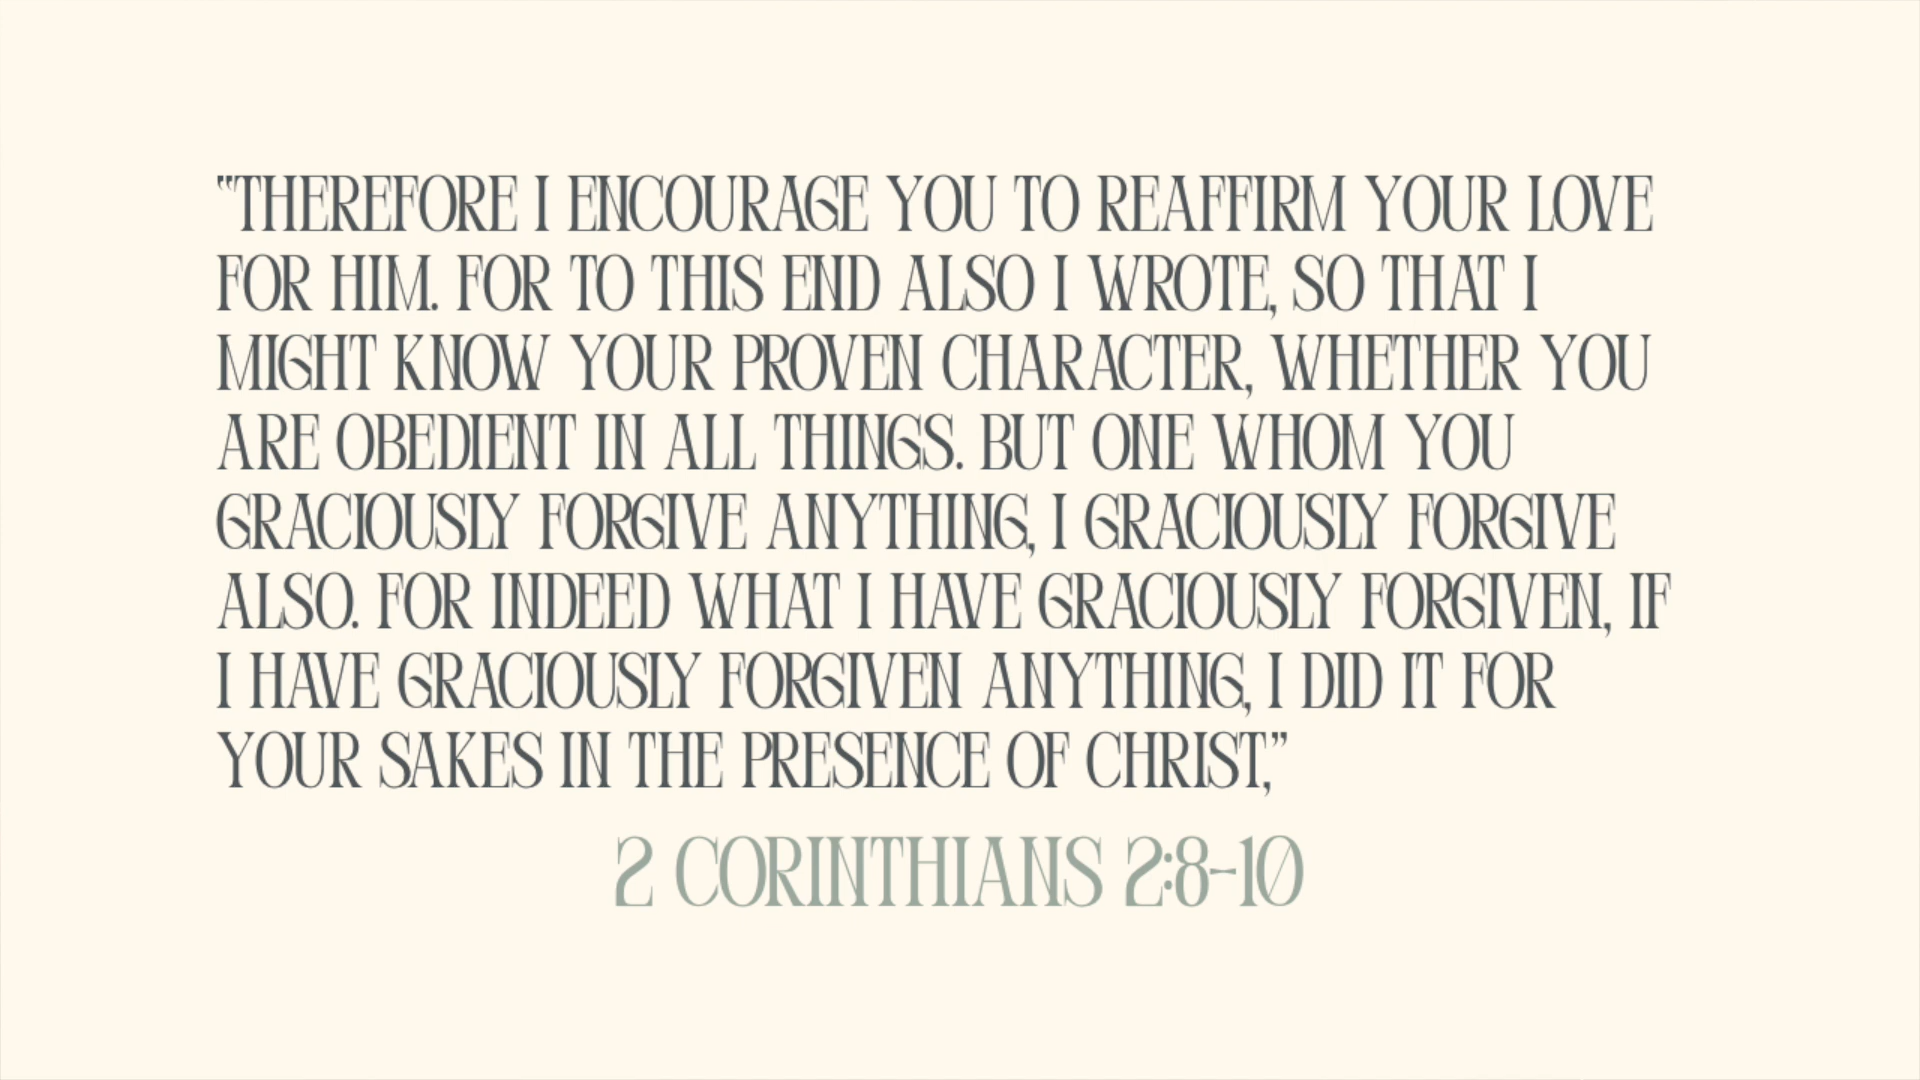 "THEREFORE I ENCOURAGE YOU TO REAFFIRM YOUR LOVE
FOR HIM. FOR TO THIS END ALSO I WROTE, SO THAT I
MIGHT KNOW YOUR PROVEN CHARACTER, WHETHER YOU
ARE OBEDIENT IN ALL THINGS. BUT ONE WHOM YOU
GRACIOUSLY FORGIVE ANYTHING, I GRACIOUSLY FORGIVE
ALSO. FOR INDEED WHAT I HAVE GRACIOUSLY FORGIVEN, IF
I HAVE GRACIOUSLY FORGIVEN ANYTHING, I DID IT FOR
YOUR SAKES IN THE PRESENCE OF CHRIST,"
2 CORINTHIANS 2:8-10